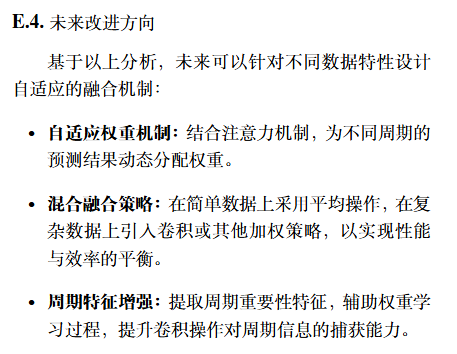 E.4. 未来改进方向
基于以上分析，未来可以针对不同数据特性设计
自适应的融合机制：
• 自适应权重机制：结合注意力机制，为不同周期的
预测结果动态分配权重。
• 混合融合策略：在简单数据上采用平均操作，在复
杂数据上引入卷积或其他加权策略，以实现性能
与效率的平衡。
• 周期特征增强：提取周期重要性特征，辅助权重学
习过程，提升卷积操作对周期信息的捕获能力。